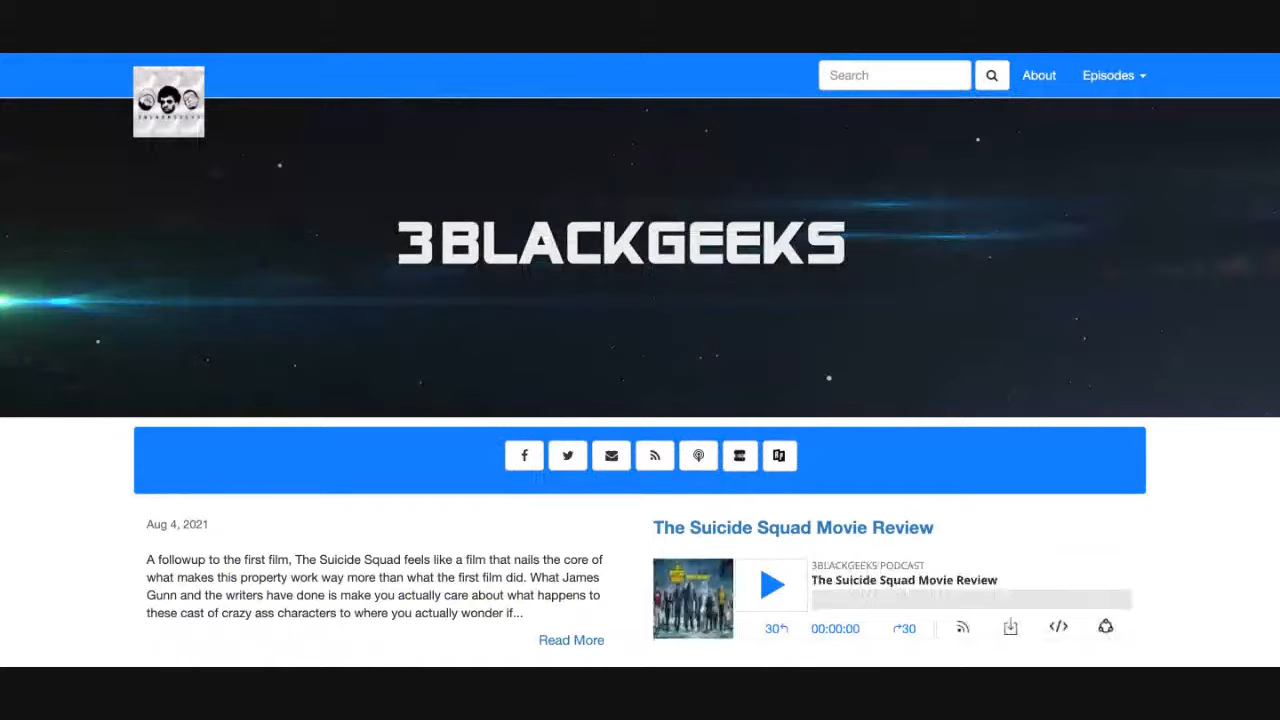 Search
About
Episodes
3BLACKGEEKS
3BLACKGEEKS
Aug 4, 2021
A followup to the first film, The Suicide Squad feels like a film that nails the core of
what makes this property work way more than what the first film did. What James
Gunn and the writers have done is make you actually care about what happens to
these cast of crazy ass characters to where you actually wonder if...
Read More
The Suicide Squad Movie Review
3BLACKGEEKS PODCAST
The Suicide Squad Movie Review
30
00:00:00
30